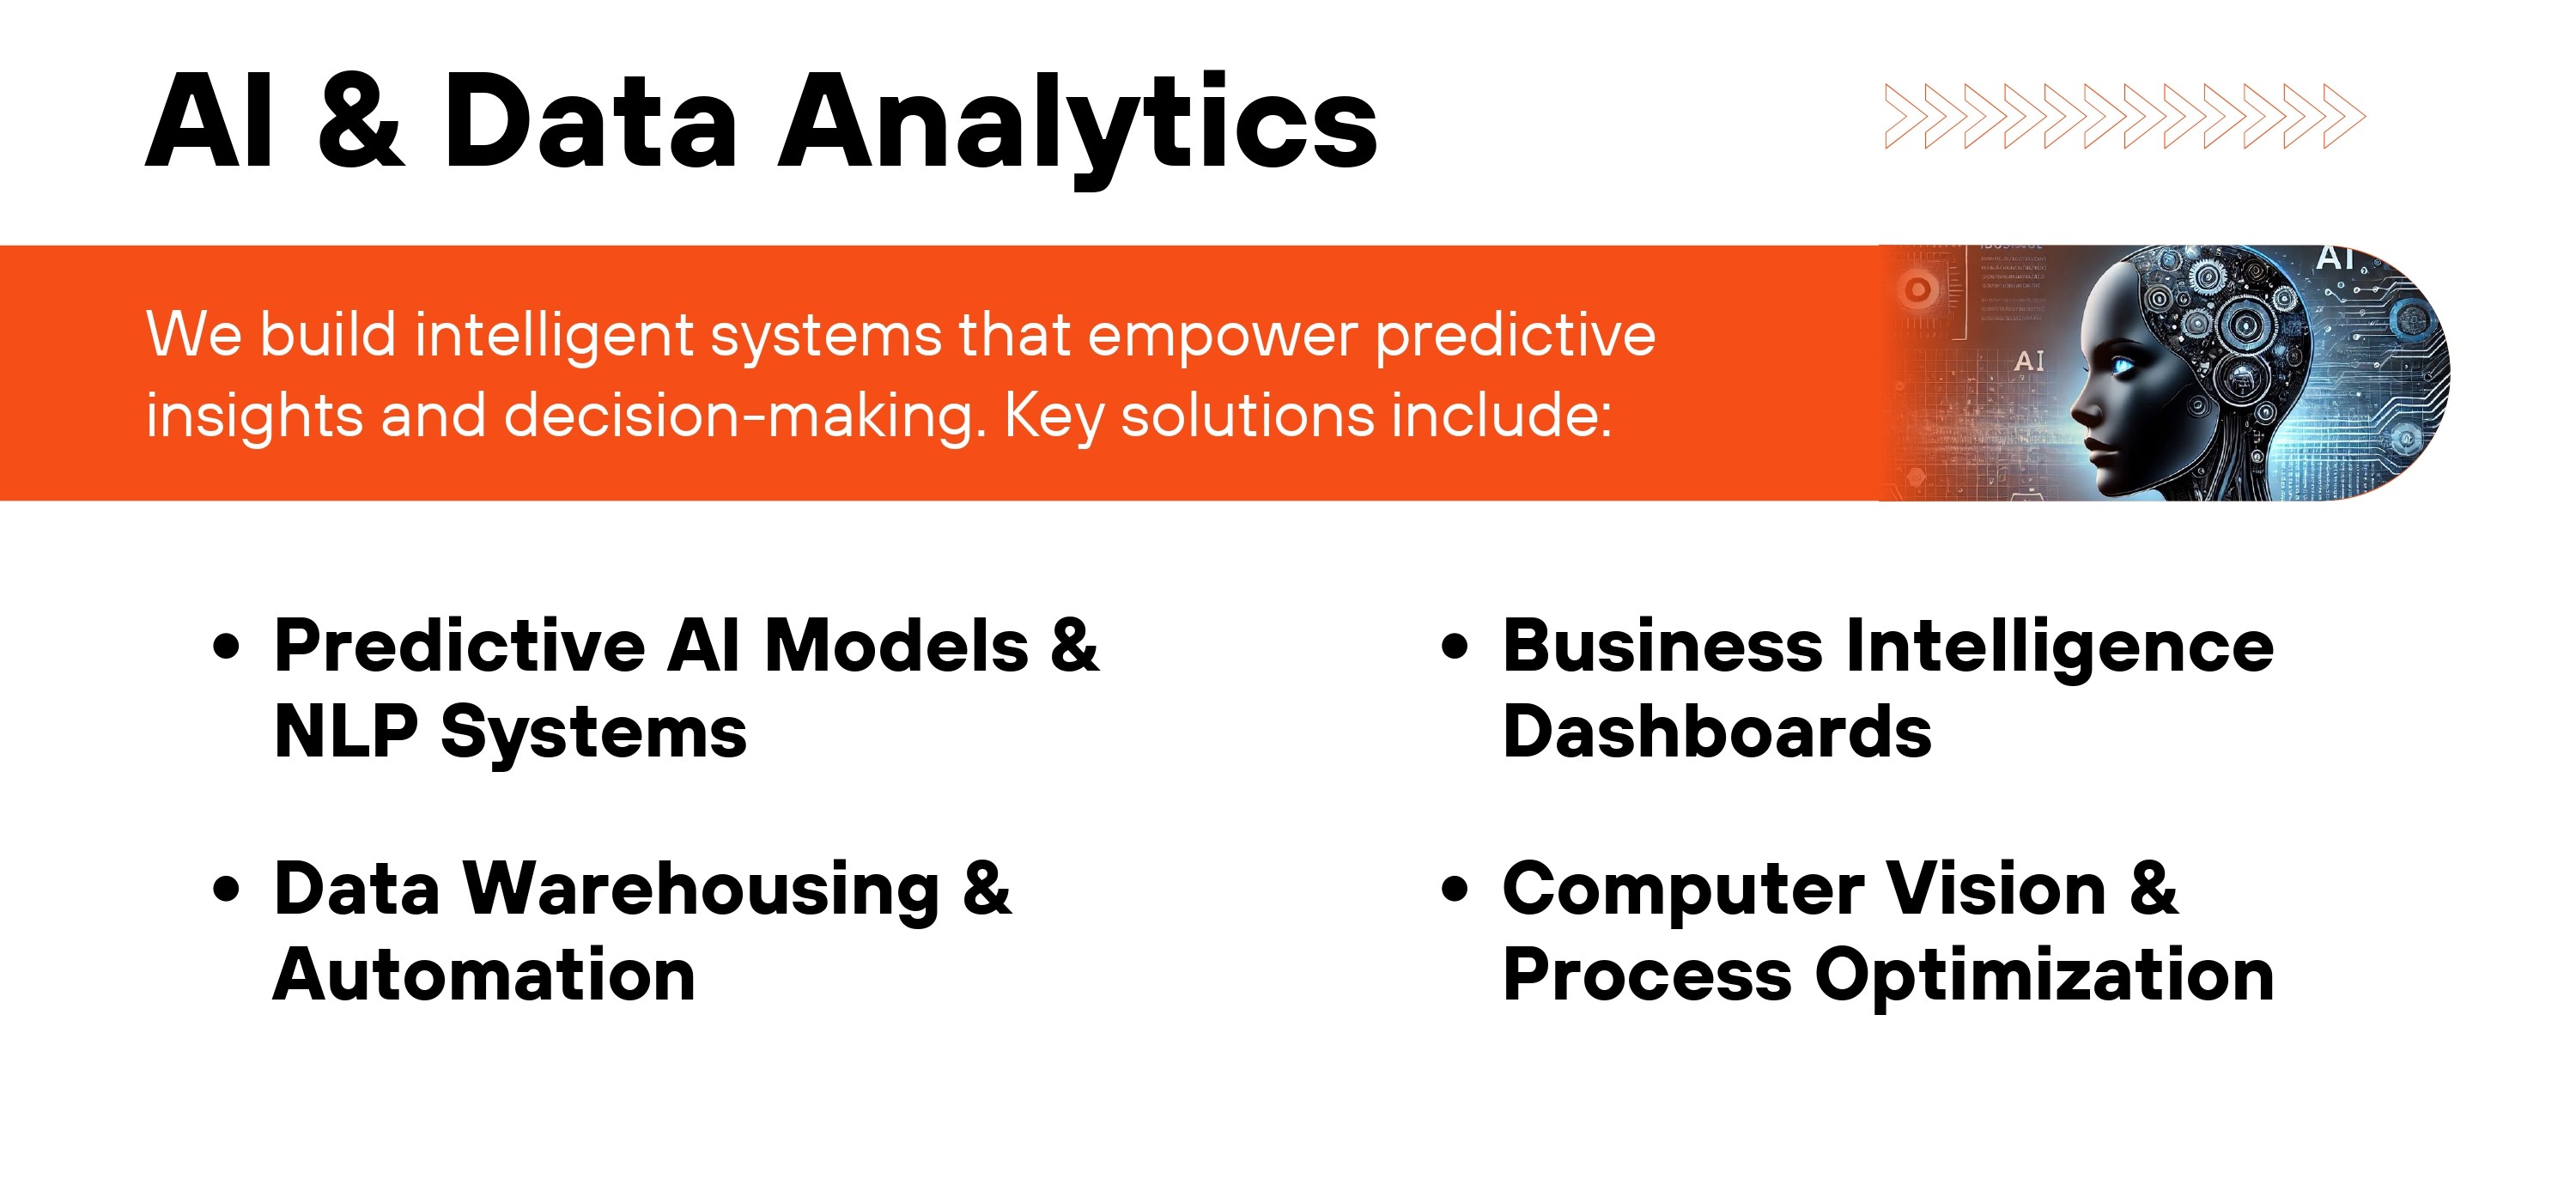 AI & Data Analytics
We build intelligent systems that empower predictive
insights and decision-making. Key solutions include:
AI
AI
• Predictive AI Models &
NLP Systems
• Data Warehousing &
Automation
• Business Intelligence
Dashboards
• Computer Vision &
Process Optimization